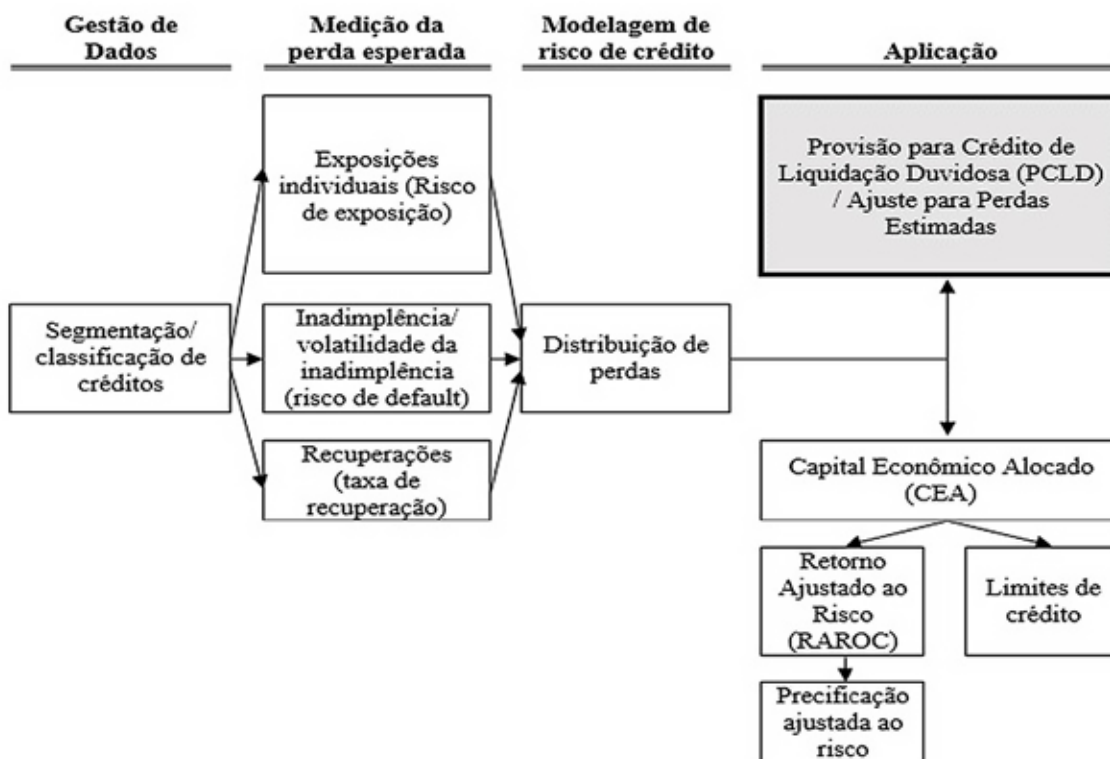 Gestão de
Dados
Medição da
perda esperada
Modelagem de
risco de crédito
Aplicação
Exposições
individuais (Risco
de exposição)
Provisão para Crédito de
Liquidação Duvidosa (PCLD)
/ Ajuste para Perdas
Estimadas
Segmentação/
classificação de
créditos
Inadimplência/
volatilidade da
inadimplência
(risco de default)
Distribuição de
perdas
Recuperações
(taxa de
recuperação)
Capital Econômico Alocado
(CEA)
Retorno
Ajustado ao
Risco
(RAROC)
Limites de
crédito
Precificação
ajustada ao
risco